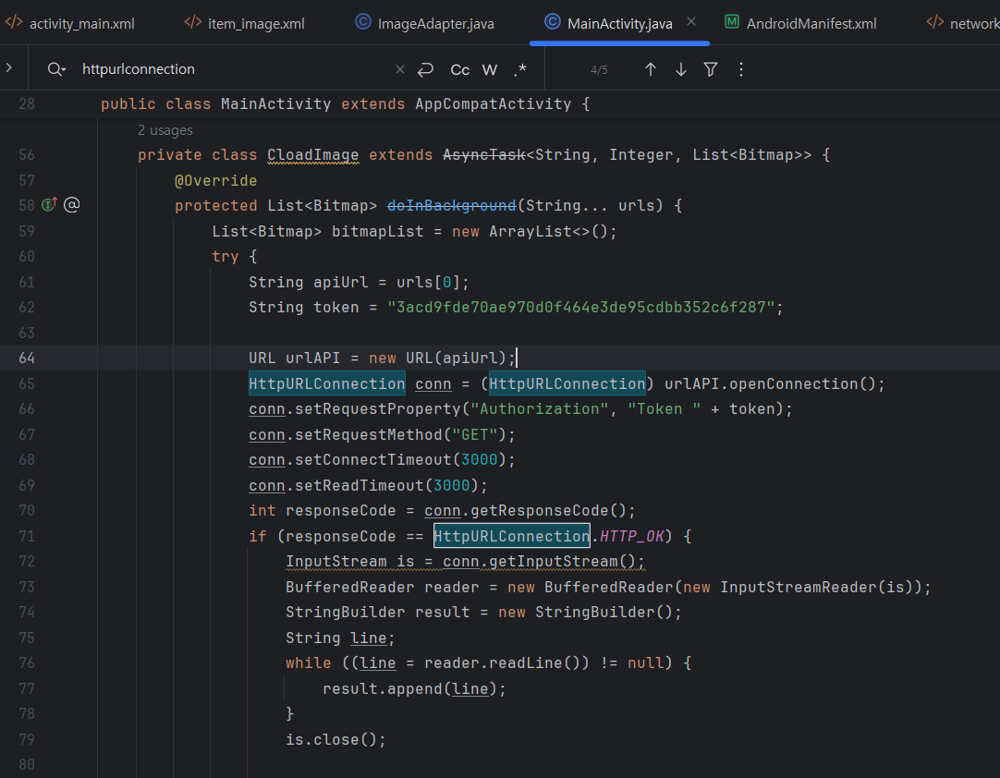 activity_main.xml item_image.xml ImageAdapter.java MainActivity.java AndroidManifest.xml network
httpurlconnection Cc W .* 4/5
28 public class MainActivity extends AppCompatActivity {
2 usages
56 private class CloadImage extends AsyncTask<String, Integer, List<Bitmap>> {
57 @Override
58 protected List<Bitmap> doInBackground(String... urls) {
59 List<Bitmap> bitmapList = new ArrayList<>();
60 try {
61 String apiUrl = urls[0];
62 String token = "3acd9fde70ae970d0f464e3de95cdbb352c6f287";
63
64 URL urlAPI = new URL(apiUrl);
65 HttpURLConnection conn = (HttpURLConnection) urlAPI.openConnection();
66 conn.setRequestProperty("Authorization", "Token " + token);
67 conn.setRequestMethod("GET");
68 conn.setConnectTimeout(3000);
69 conn.setReadTimeout(3000);
70 int responseCode = conn.getResponseCode();
71 if (responseCode == HttpURLConnection.HTTP_OK) {
72 InputStream is = conn.getInputStream();
73 BufferedReader reader = new BufferedReader(new InputStreamReader(is));
74 StringBuilder result = new StringBuilder();
75 String line;
76 while ((line = reader.readLine()) != null) {
77 result.append(line);
78 }
79 is.close();
80